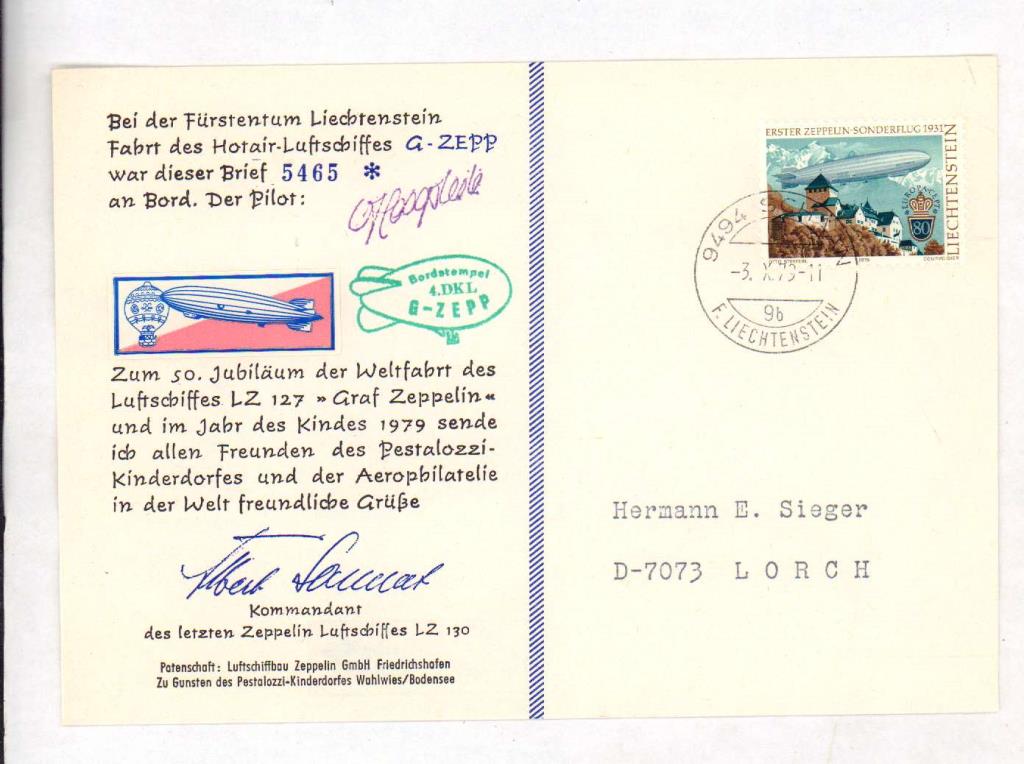 Bei der Fürstentum Liechtenstein
Fahrt des Hotair-Luftschiffes G-ZEPP
war dieser Brief 5465 *
an Bord. Der Pilot:
Bordstempel
4.DKL
G-ZEPP
Zum 50. Jubiläum der Weltfahrt des
Luftschiffes LZ 127 » Graf Zeppelin «
und im Jahr des Kindes 1979 sende
ich allen Freunden des Pestalozzi-
Kinderdorfes und der Aerophilatelie
in der Welt freundliche Grüße
Kommandant
des letzten Zeppelin Luftschiffes LZ 130
Patenschaft: Luftschiffbau Zeppelin GmbH Friedrichshafen
Zu Gunsten des Pestalozzi-Kinderdorfes Wahlwies/Bodensee
ERSTER ZEPPELIN-SONDERFLUG 1931
LIECHTENSTEIN
EUROPA CEPT
80
9494
-3. X.79-11
9b
F. LIECHTENSTEIN
Hermann E. Sieger
D-7073 LORCH